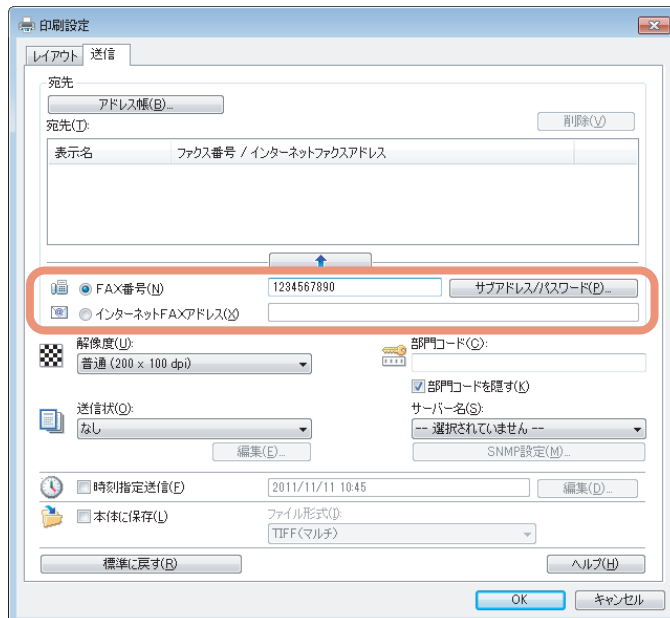 印刷設定
レイアウト 送信
宛先
アドレス帳(B)...
宛先(T):
削除(V)
表示名 ファクス番号 / インターネットファクスアドレス
FAX番号(N) 1234567890 サブアドレス/パスワード(P)...
インターネットFAXアドレス(X)
解像度(U): 部門コード(C):
普通 (200 x 100 dpi)
部門コードを隠す(K)
送信状(O): サーバー名(S):
なし -- 選択されていません --
編集(E)... SNMP設定(M)...
時刻指定送信(F) 2011/11/11 10:45 編集(D)...
本体に保存(L) ファイル形式(I):
TIFF(マルチ)
標準に戻す(R) ヘルプ(H)
OK キャンセル